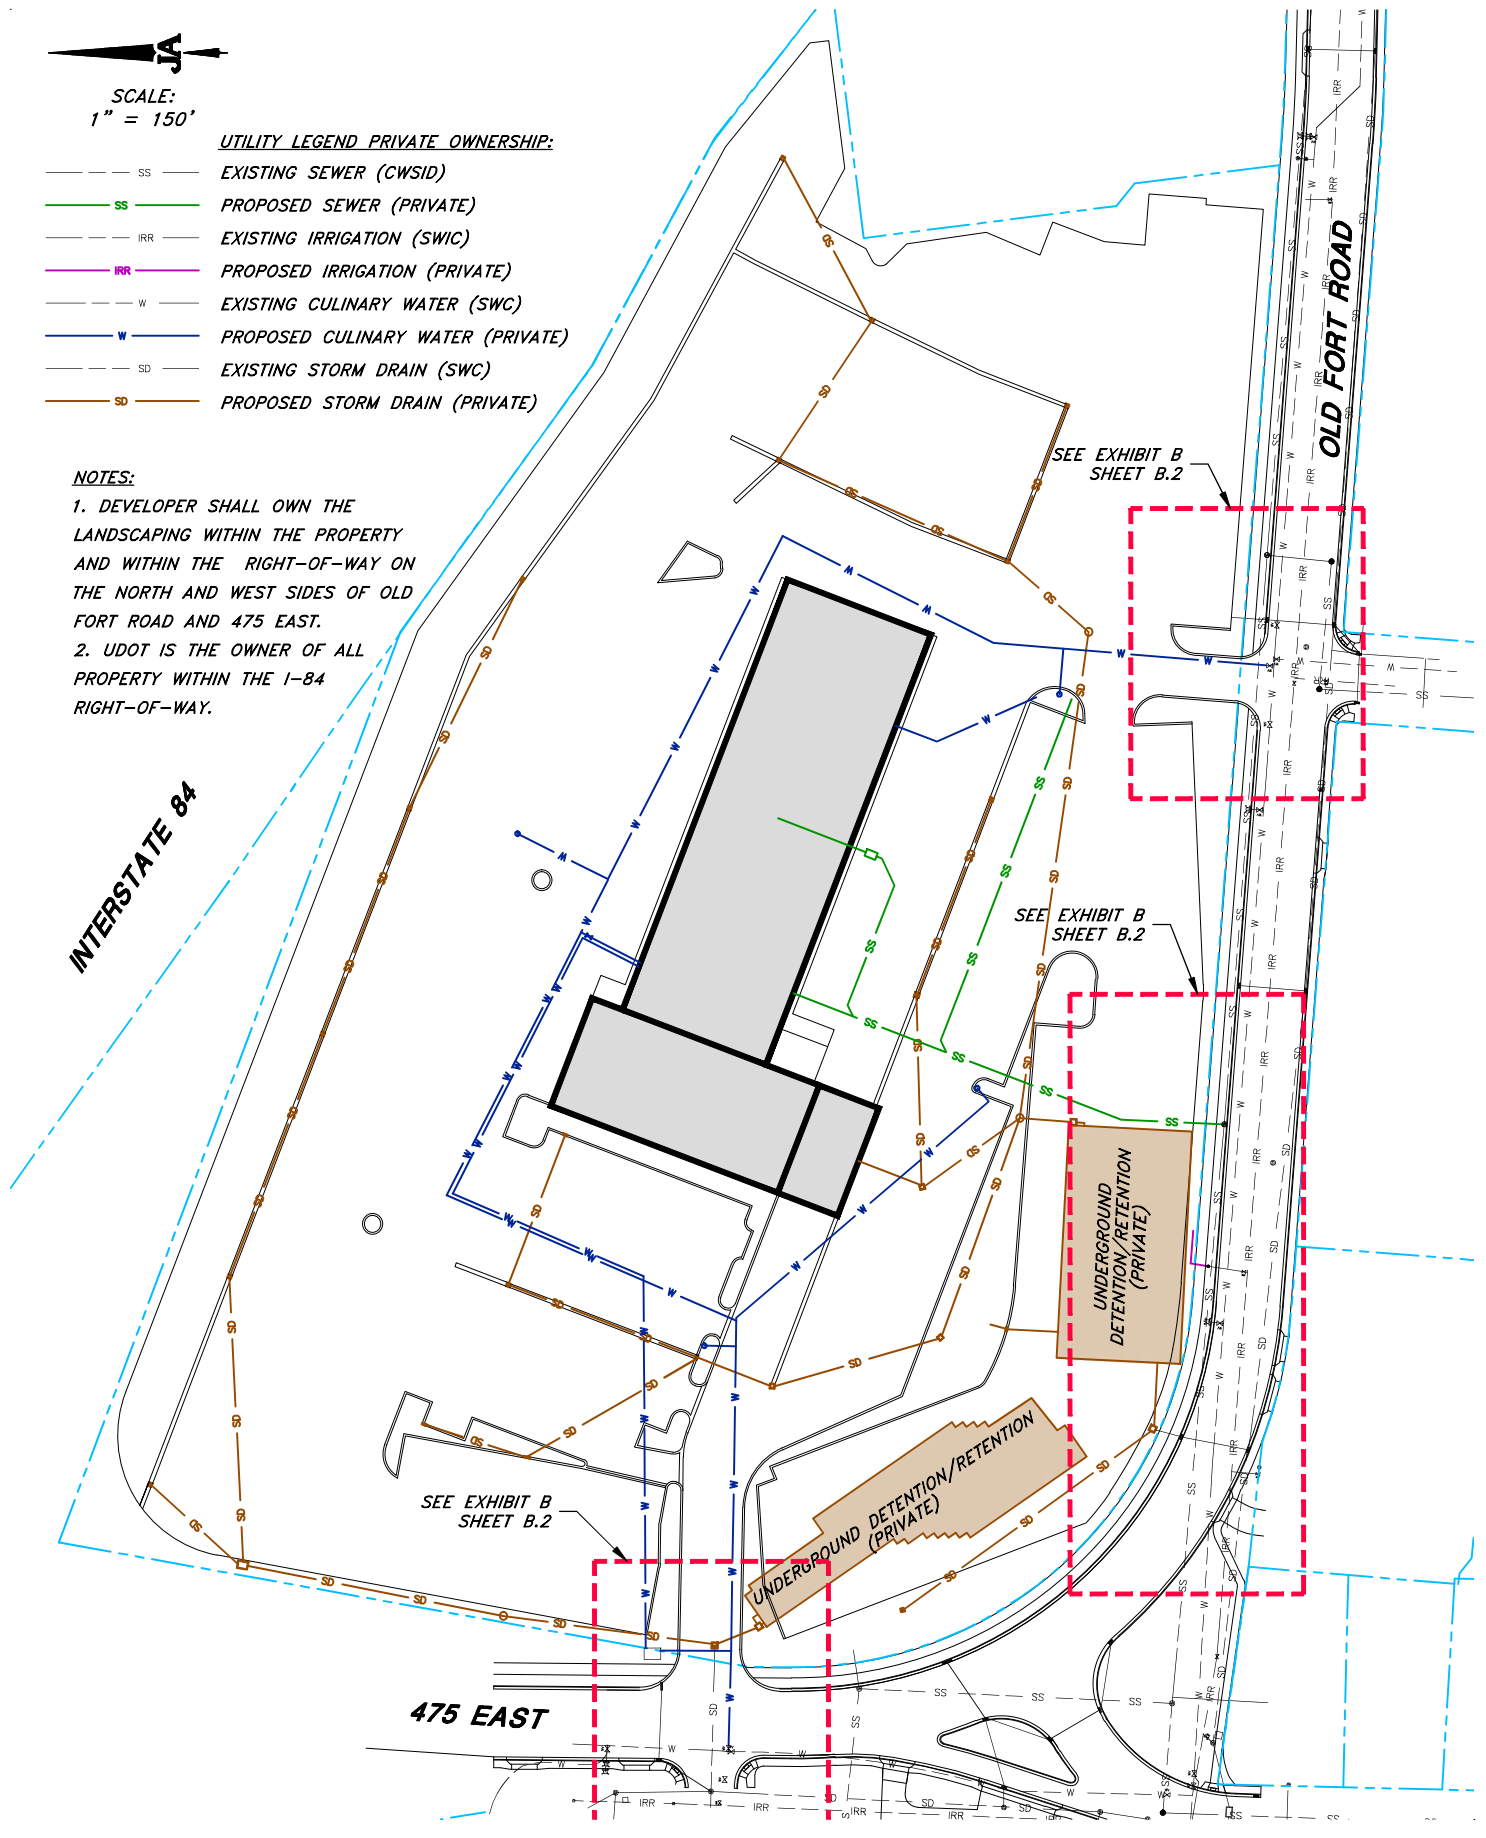 JA
SCALE:
1" = 150'
UTILITY LEGEND PRIVATE OWNERSHIP:
SS EXISTING SEWER (CWSID)
SS PROPOSED SEWER (PRIVATE)
IRR EXISTING IRRIGATION (SWIC)
IRR PROPOSED IRRIGATION (PRIVATE)
W EXISTING CULINARY WATER (SWC)
W PROPOSED CULINARY WATER (PRIVATE)
SD EXISTING STORM DRAIN (SWC)
SD PROPOSED STORM DRAIN (PRIVATE)
NOTES:
1. DEVELOPER SHALL OWN THE
LANDSCAPING WITHIN THE PROPERTY
AND WITHIN THE RIGHT-OF-WAY ON
THE NORTH AND WEST SIDES OF OLD
FORT ROAD AND 475 EAST.
2. UDOT IS THE OWNER OF ALL
PROPERTY WITHIN THE I-84
RIGHT-OF-WAY.
INTERSTATE 84
OLD FORT ROAD
SEE EXHIBIT B
SHEET B.2
SEE EXHIBIT B
SHEET B.2
UNDERGROUND
DETENTION/RETENTION
(PRIVATE)
UNDERGROUND DETENTION/RETENTION
(PRIVATE)
SEE EXHIBIT B
SHEET B.2
475 EAST